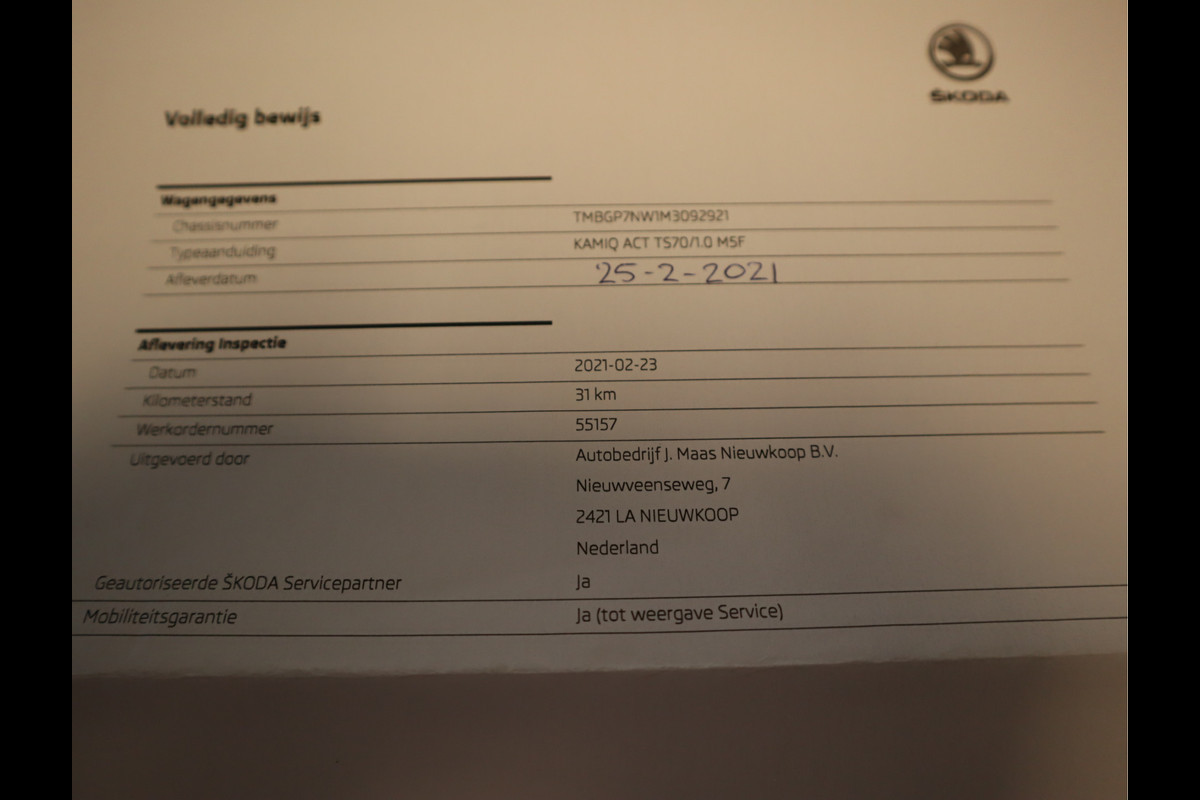 ŠKODA
Volledig bewijs
Wagengegevens
Chassisnummer TMBGP7NW1M3092921
Typeaanduiding KAMIQ ACT TS70/1.0 M5F
Afleverdatum 25-2-2021
Aflevering Inspectie
Datum 2021-02-23
Kilometerstand 31 km
Werkordernummer 55157
Uitgevoerd door Autobedrijf J. Maas Nieuwkoop B.V.
Nieuwveenseweg, 7
2421 LA NIEUWKOOP
Nederland
Geautoriseerde ŠKODA Servicepartner Ja
Mobiliteitsgarantie Ja (tot weergave Service)